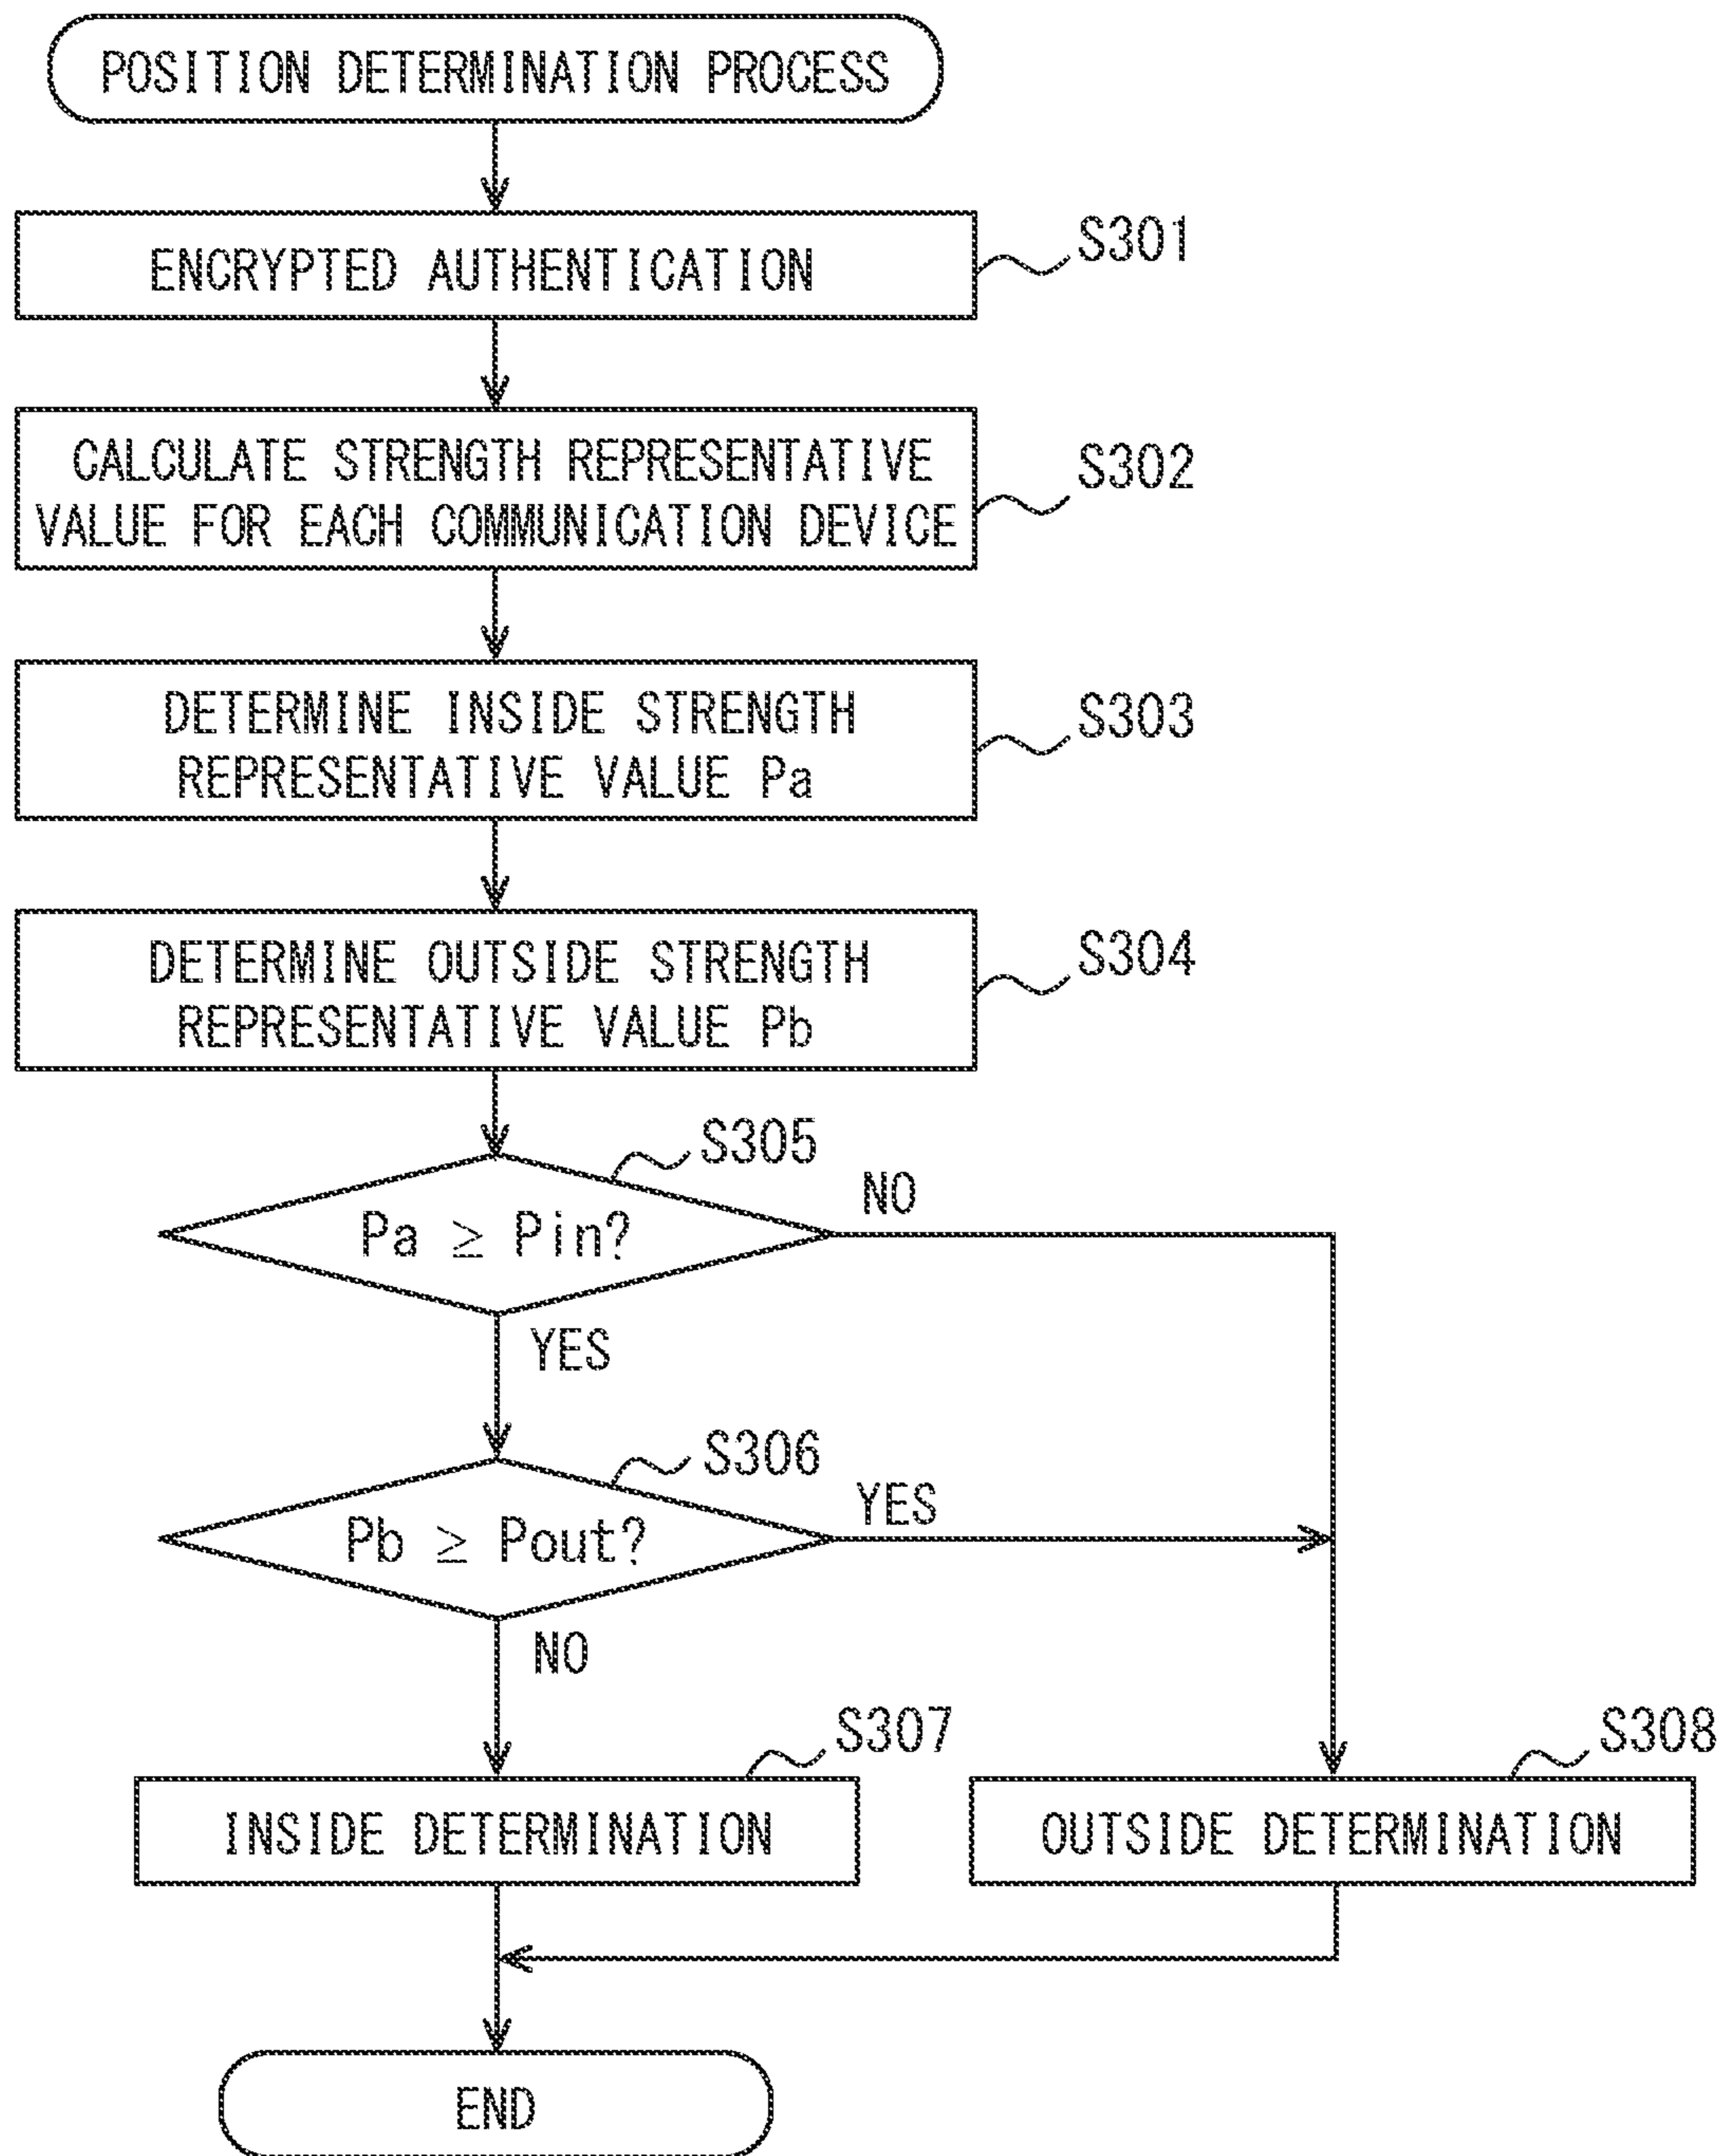 POSITION DETERMINATION PROCESS
ENCRYPTED AUTHENTICATION
S301
CALCULATE STRENGTH REPRESENTATIVE
VALUE FOR EACH COMMUNICATION DEVICE
S302
DETERMINE INSIDE STRENGTH
REPRESENTATIVE VALUE Pa
S303
DETERMINE OUTSIDE STRENGTH
REPRESENTATIVE VALUE Pb
S304
S305
Pa ≥ Pin?
NO
YES
S306
Pb ≥ Pout?
YES
NO
S307
INSIDE DETERMINATION
S308
OUTSIDE DETERMINATION
END